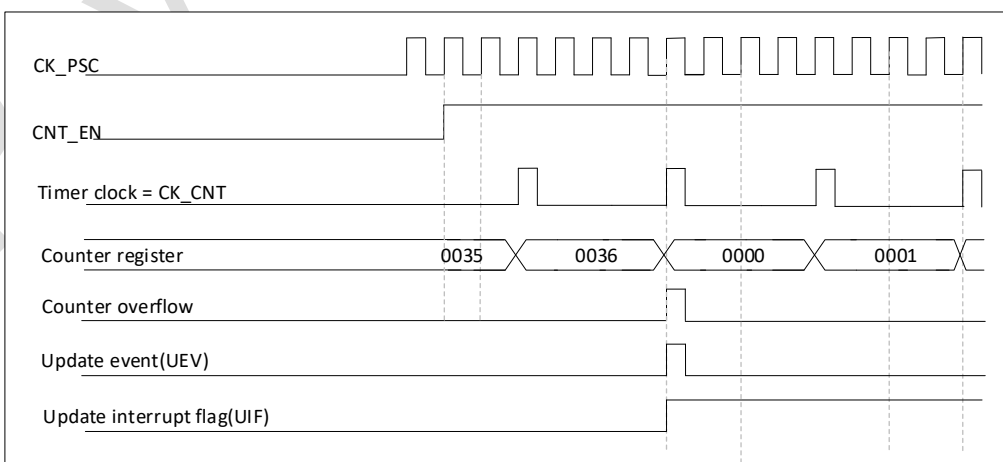 CK_PSC
CNT_EN
Timer clock = CK_CNT
Counter register 0035 0036 0000 0001
Counter overflow
Update event(UEV)
Update interrupt flag(UIF)